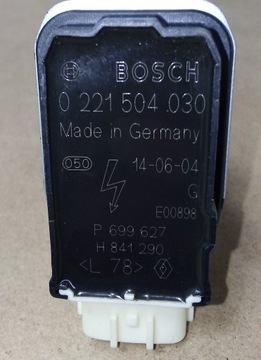 BOSCH
0 221 504 030
Made in Germany
050 14-06-04
G
E00898
P 699 627
H 841 290
<L 78>